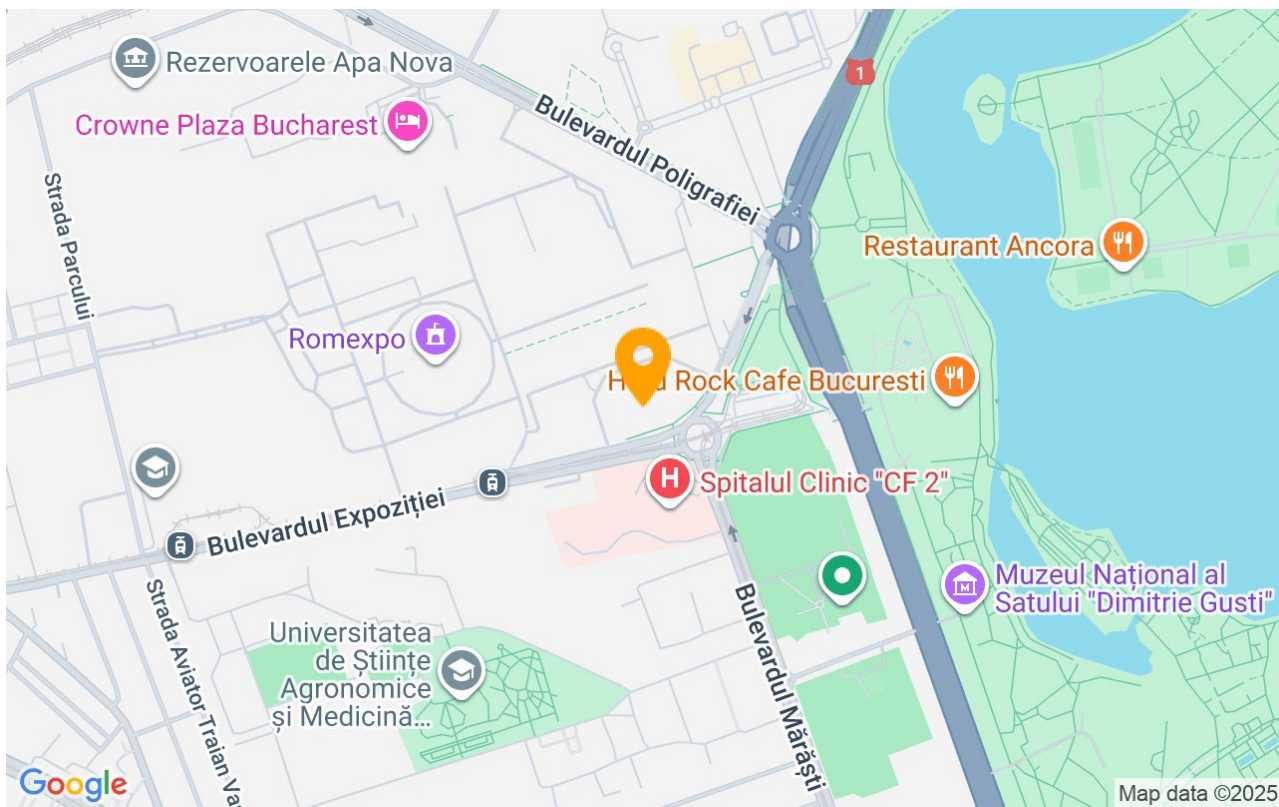 Rezervoarele Apa Nova
Crowne Plaza Bucharest
Bulevardul Poligrafiei
1
Strada Parcului
Restaurant Ancora
Romexpo
Rock Cafe Bucuresti
H
Spitalul Clinic "CF 2"
Bulevardul Expoziției
M
Muzeul Național al
Satului "Dimitrie Gusti"
Strada Aviator Traian Va
Universitatea
de Științe
Agronomice
și Medicină...
Bulevardul Mărăști
Google
Map data ©2025